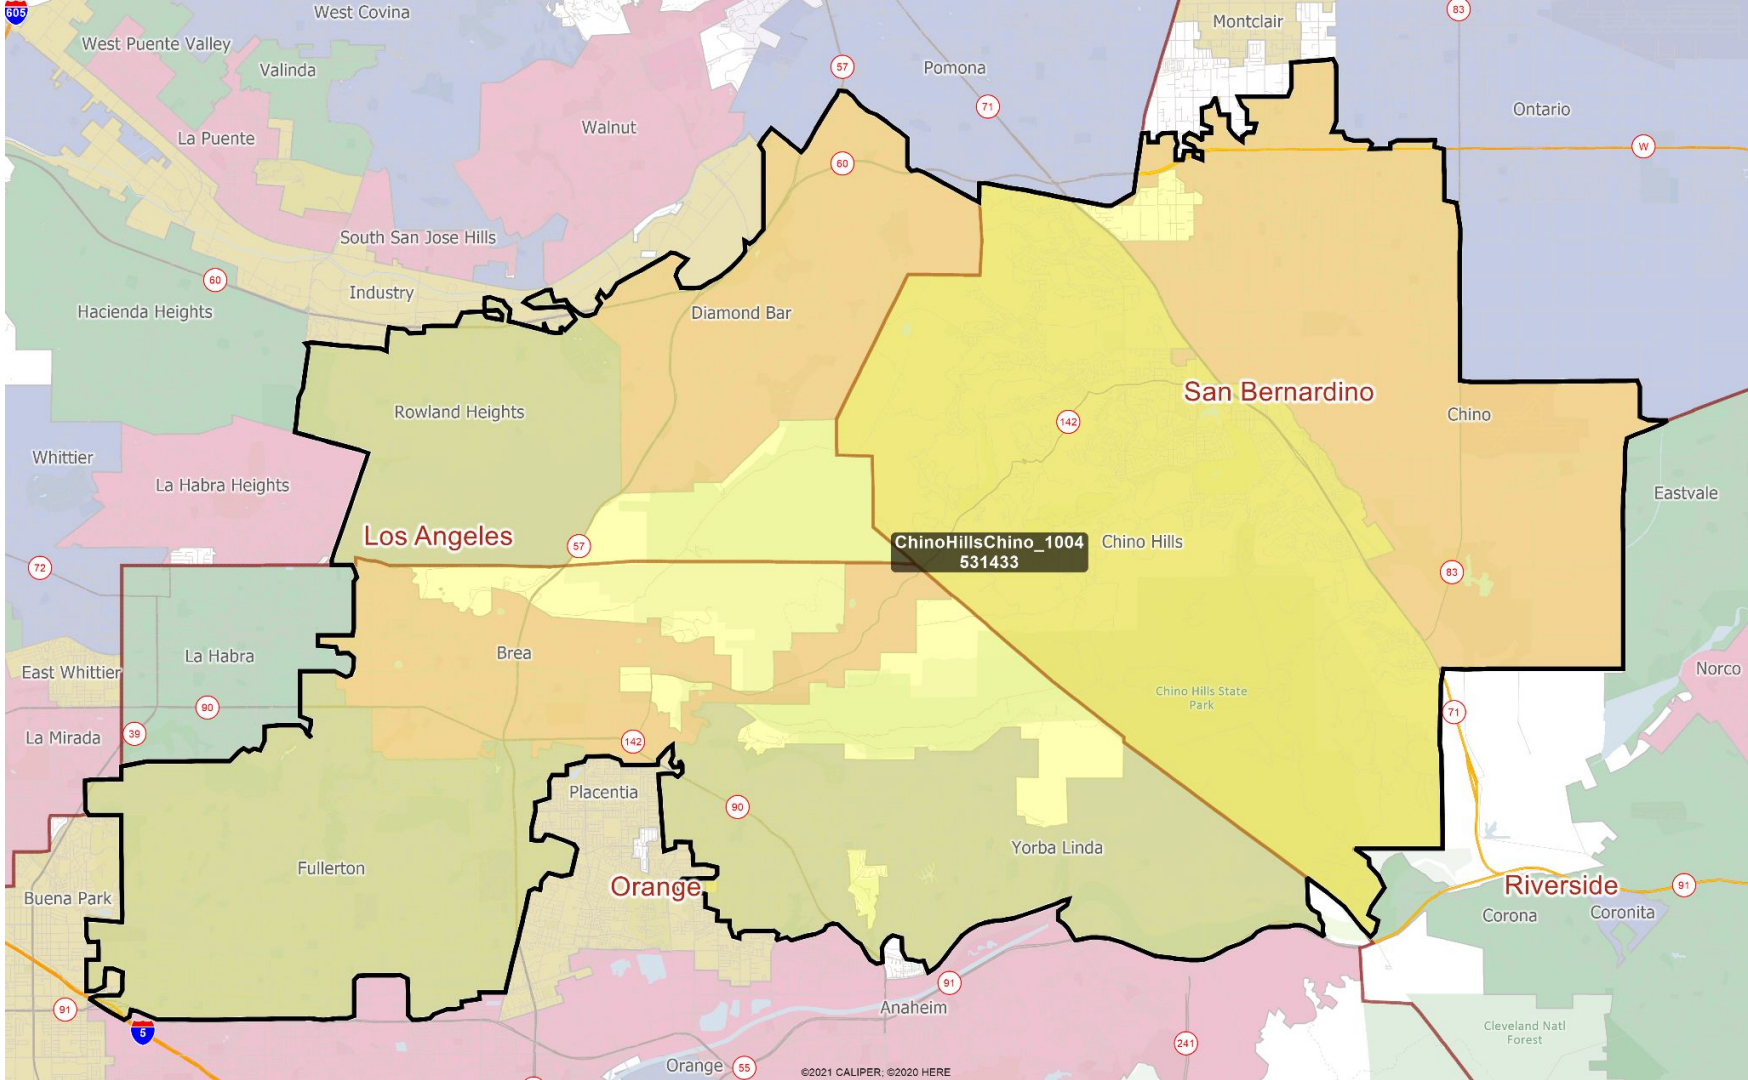 605
West Covina
83
Montclair
West Puente Valley
Valinda
57
Pomona
71
Ontario
La Puente
Walnut
60
W
South San Jose Hills
60
Industry
Hacienda Heights
Diamond Bar
San Bernardino
Rowland Heights
142
Chino
Whittier
La Habra Heights
Eastvale
Los Angeles
57
ChinoHillsChino_1004
531433
Chino Hills
72
83
La Habra
Brea
East Whittier
Norco
Chino Hills State
Park
90
71
La Mirada
39
142
Placentia
90
Yorba Linda
Fullerton
Orange
Riverside
91
Buena Park
Corona
Coronita
91
91
Anaheim
5
Cleveland Natl
Forest
241
Orange
55
©2021 CALIPER; ©2020 HERE